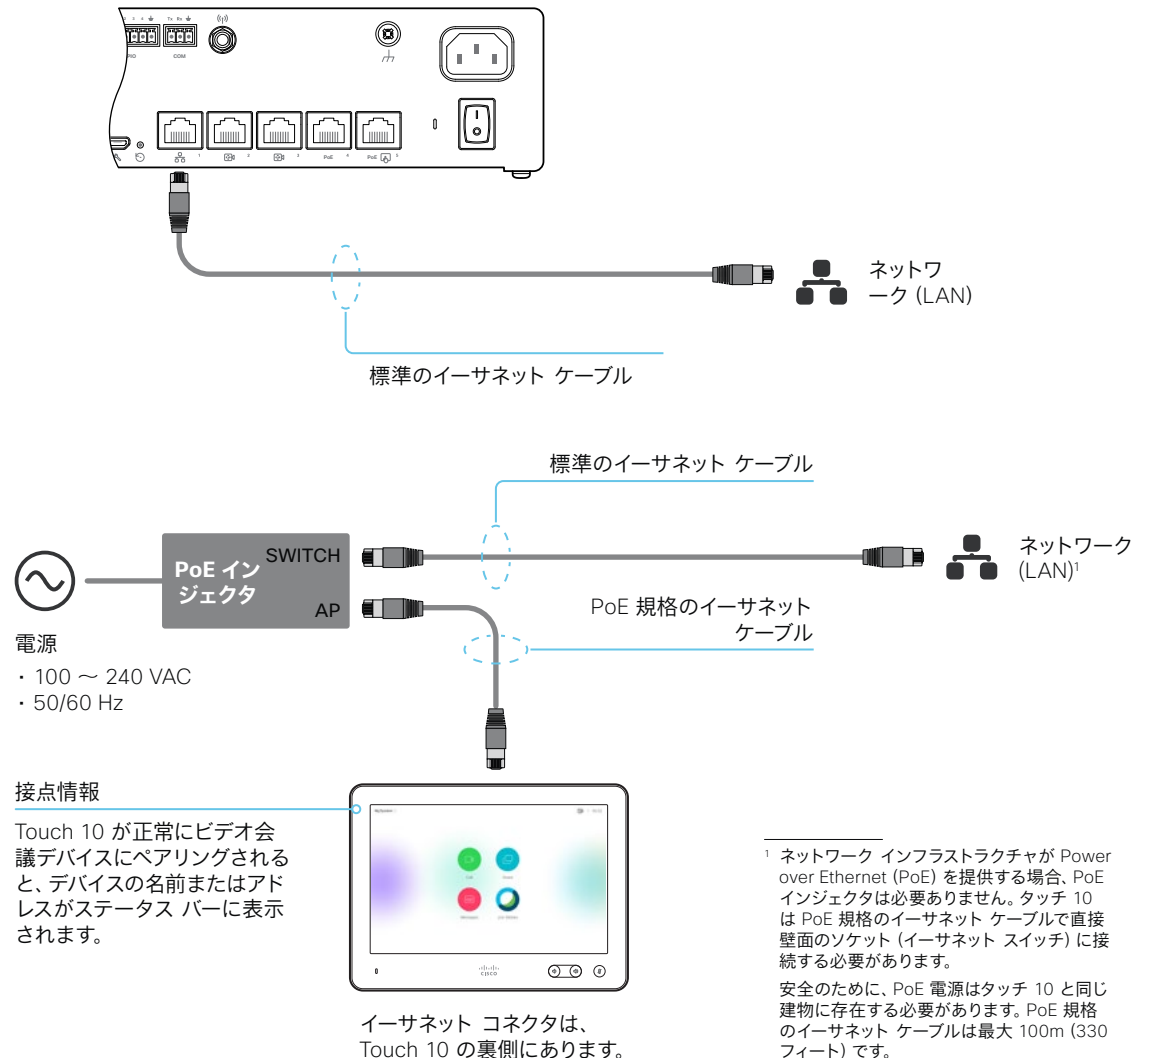 Tx Rx
COM
1
2
3
PoE 4
PoE 5
ネットワ
ーク (LAN)
標準のイーサネット ケーブル
標準のイーサネット ケーブル
SWITCH
PoE イン
ジェクタ
AP
ネットワーク
(LAN)¹
PoE 規格のイーサネット
ケーブル
電源
・100 ～ 240 VAC
・50/60 Hz
接点情報
Touch 10 が正常にビデオ会
議デバイスにペアリングされる
と、デバイスの名前またはアド
レスがステータス バーに表示
されます。
CISCO
イーサネット コネクタは、
Touch 10 の裏側にあります。
¹ ネットワーク インフラストラクチャが Power
over Ethernet (PoE) を提供する場合、PoE
インジェクタは必要ありません。タッチ 10
は PoE 規格のイーサネット ケーブルで直接
壁面のソケット (イーサネット スイッチ) に接
続する必要があります。
安全のために、PoE 電源はタッチ 10 と同じ
建物に存在する必要があります。PoE 規格
のイーサネット ケーブルは最大 100m (330
フィート) です。